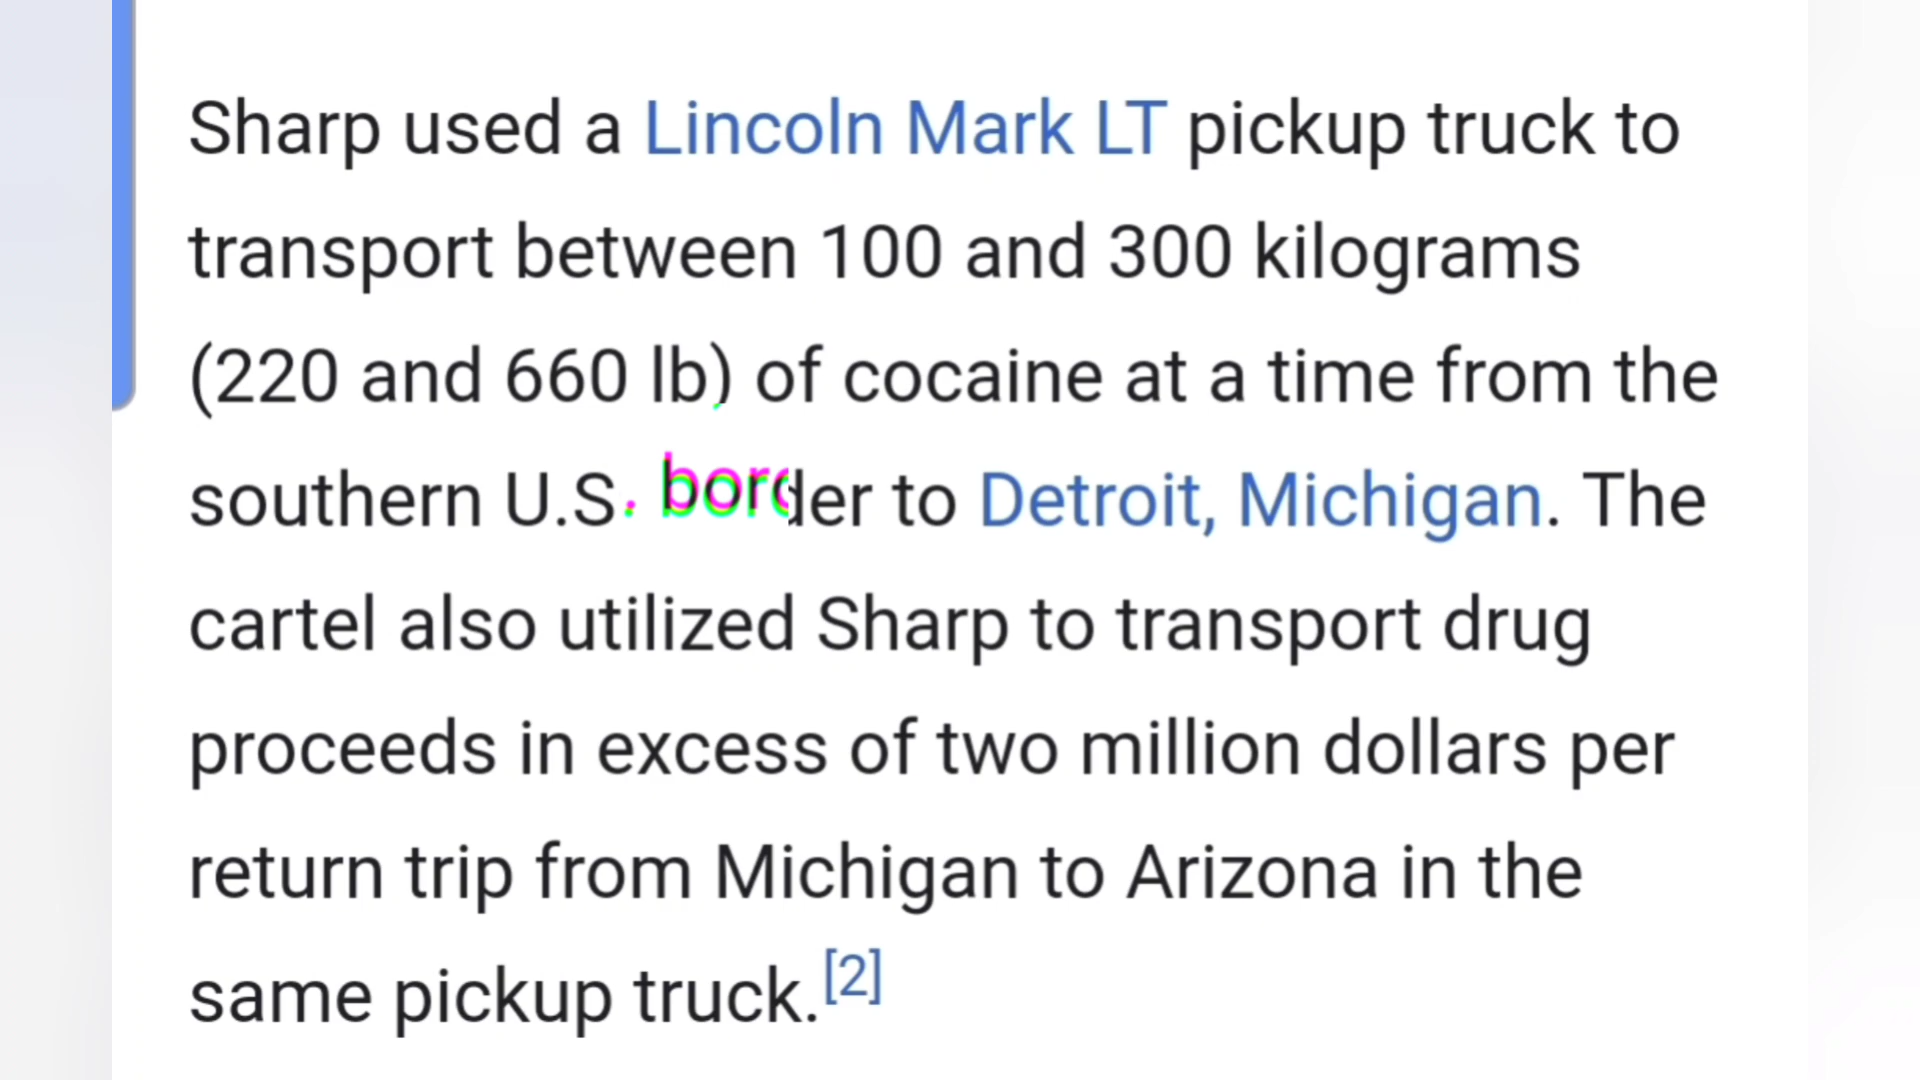 Sharp used a Lincoln Mark LT pickup truck to
transport between 100 and 300 kilograms
(220 and 660 lb) of cocaine at a time from the
southern U.S. border to Detroit, Michigan. The
cartel also utilized Sharp to transport drug
proceeds in excess of two million dollars per
return trip from Michigan to Arizona in the
same pickup truck.[2]